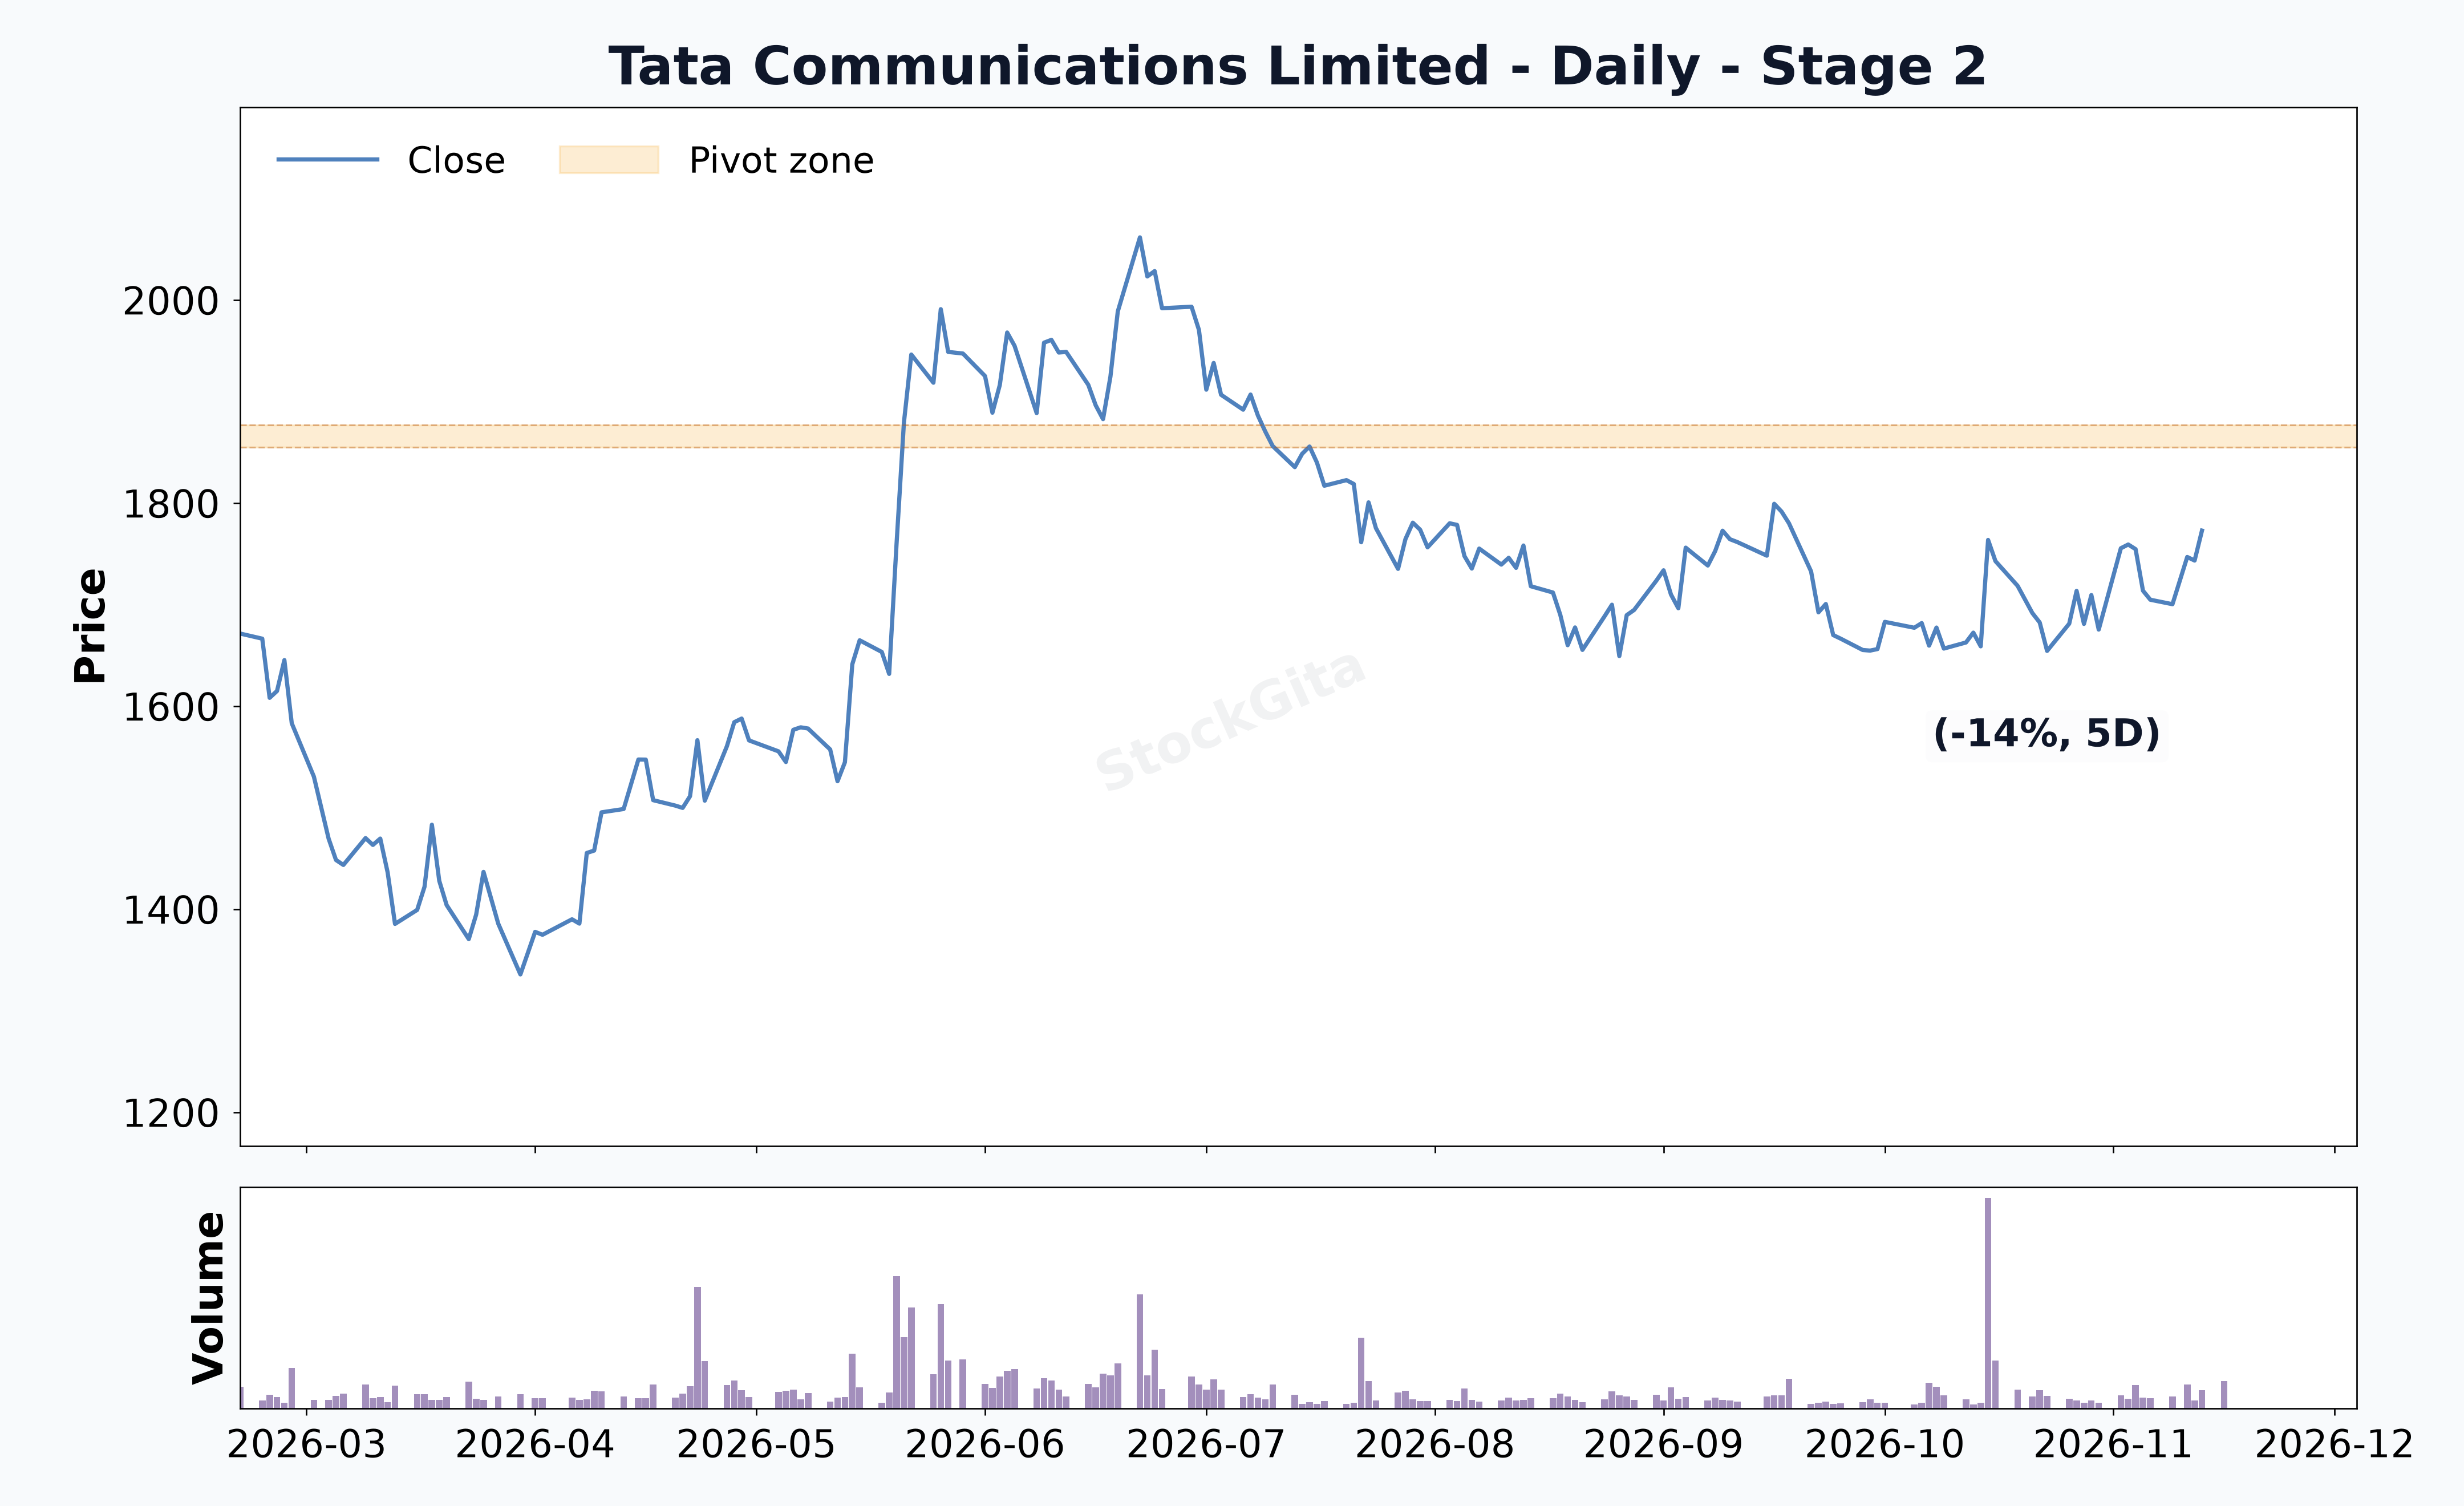 Tata Communications Limited - Daily - Stage 2
Close
Pivot zone
2000
1800
1600
1400
1200
Price
StockGita
(-14%, 5D)
Volume
2026-03
2026-04
2026-05
2026-06
2026-07
2026-08
2026-09
2026-10
2026-11
2026-12